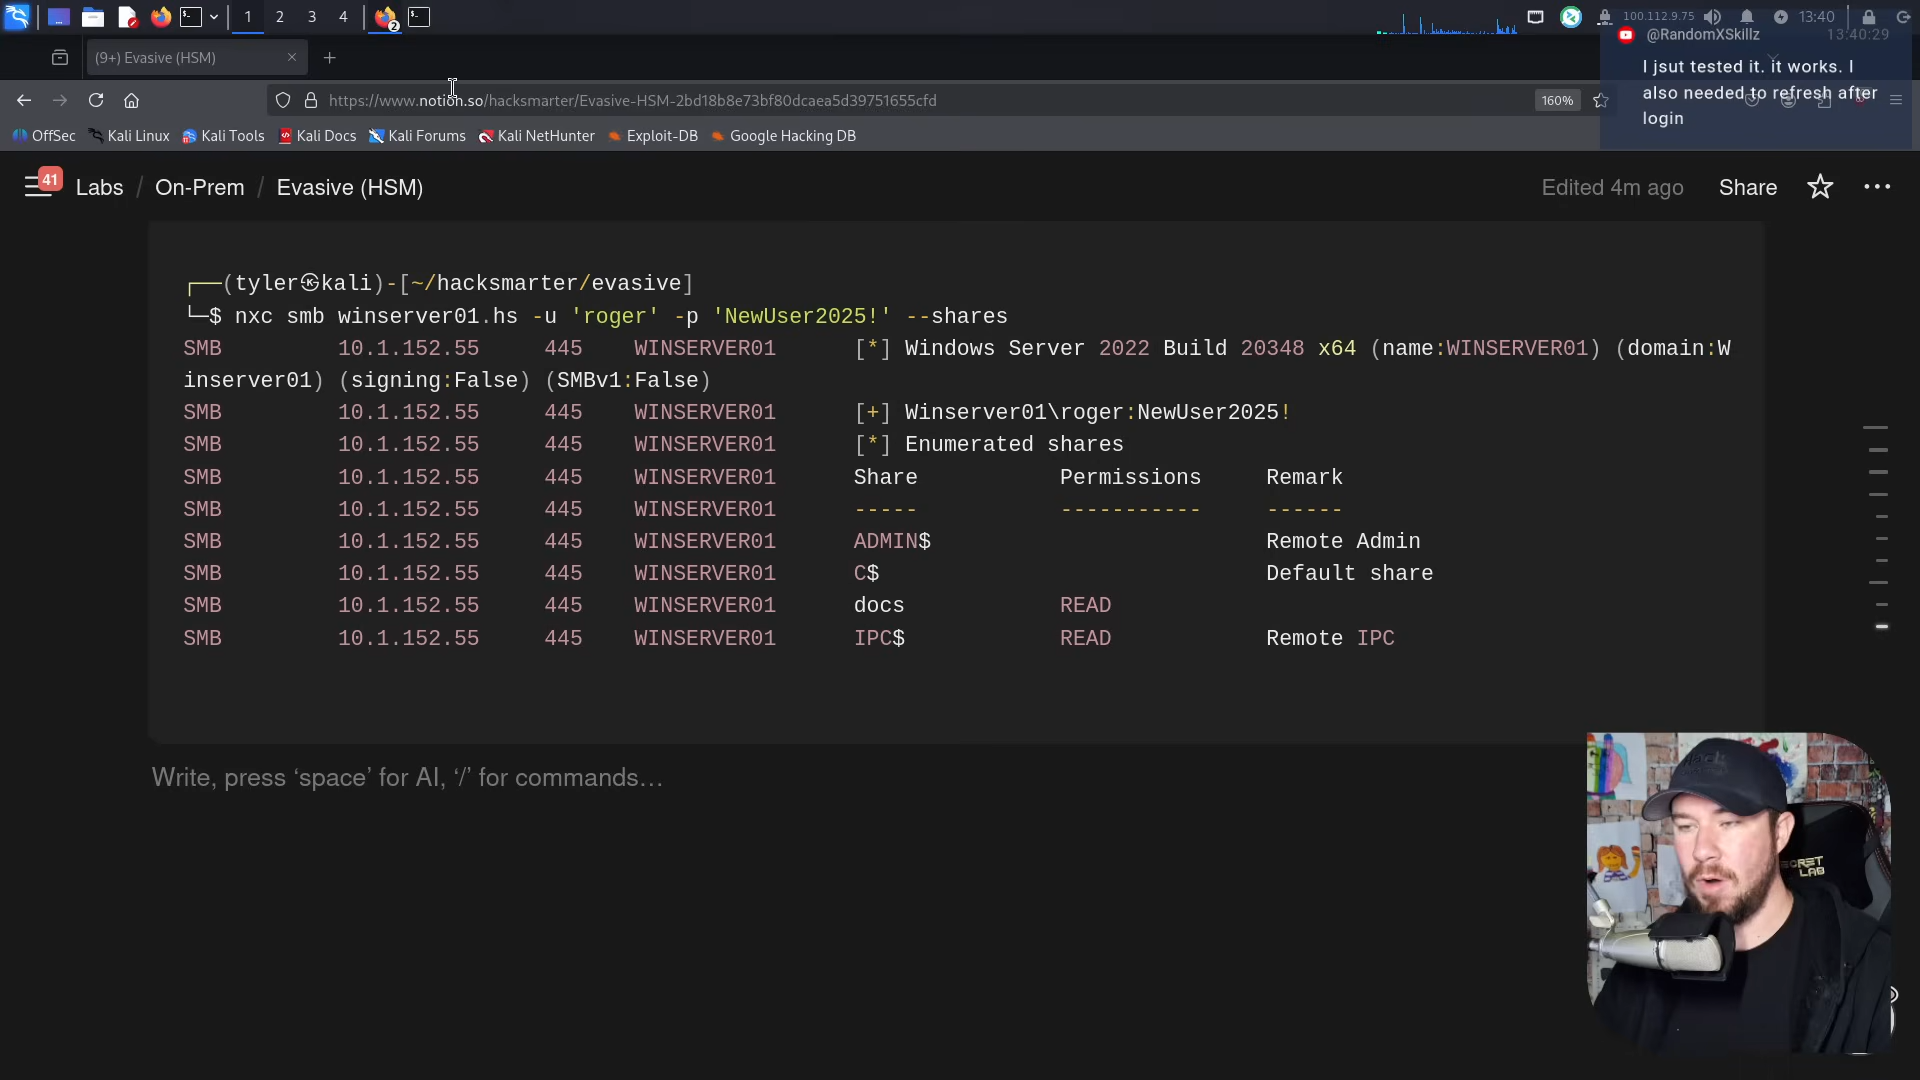 1 2 3 4
2
100.112.9.75
13:40
(9+) Evasive (HSM)
@RandomXSkillz
13:40:29
I jsut tested it. it works. I
also needed to refresh after
login
https://www.notion.so/hacksmarter/Evasive-HSM-2bd18b8e73bf80dcaea5d39751655cfd
160%
OffSec Kali Linux Kali Tools Kali Docs Kali Forums Kali NetHunter Exploit-DB Google Hacking DB
41
Labs / On-Prem / Evasive (HSM)
Edited 4m ago Share
┌──(tyler㉿kali)-[~/hacksmarter/evasive]
└─$ nxc smb winserver01.hs -u 'roger' -p 'NewUser2025!' --shares
SMB 10.1.152.55 445 WINSERVER01 [*] Windows Server 2022 Build 20348 x64 (name:WINSERVER01) (domain:W
inserver01) (signing:False) (SMBv1:False)
SMB 10.1.152.55 445 WINSERVER01 [+] Winserver01\roger:NewUser2025!
SMB 10.1.152.55 445 WINSERVER01 [*] Enumerated shares
SMB 10.1.152.55 445 WINSERVER01 Share Permissions Remark
SMB 10.1.152.55 445 WINSERVER01 ----- ----------- ------
SMB 10.1.152.55 445 WINSERVER01 ADMIN$ Remote Admin
SMB 10.1.152.55 445 WINSERVER01 C$ Default share
SMB 10.1.152.55 445 WINSERVER01 docs READ
SMB 10.1.152.55 445 WINSERVER01 IPC$ READ Remote IPC
Write, press ‘space’ for AI, ‘/’ for commands…
LAB